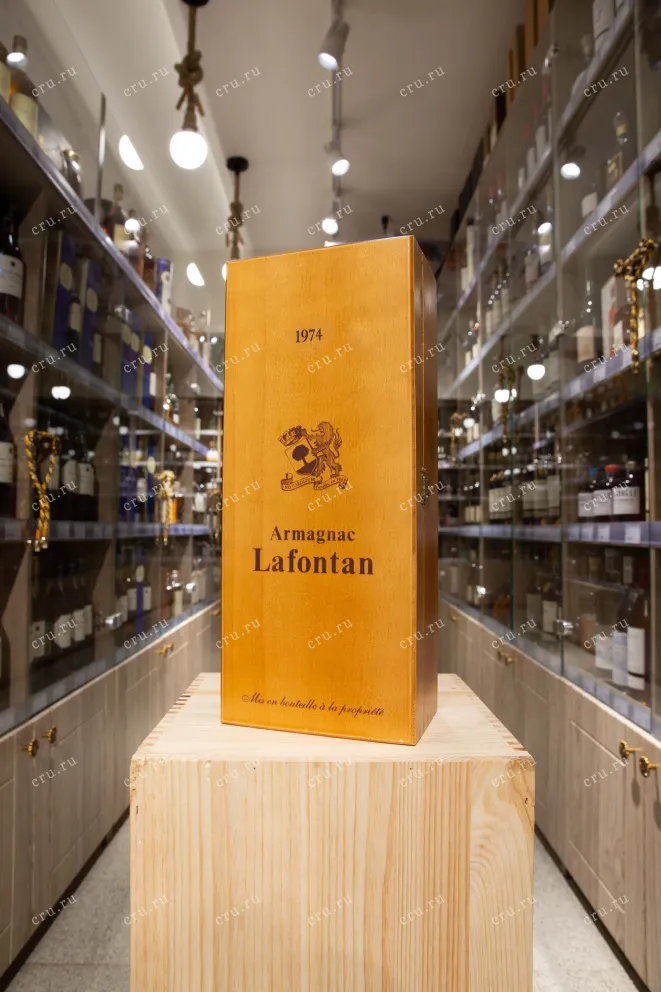 1974
Armagnac
Lafontan
Mis en bouteille à la propriété
cru.ru